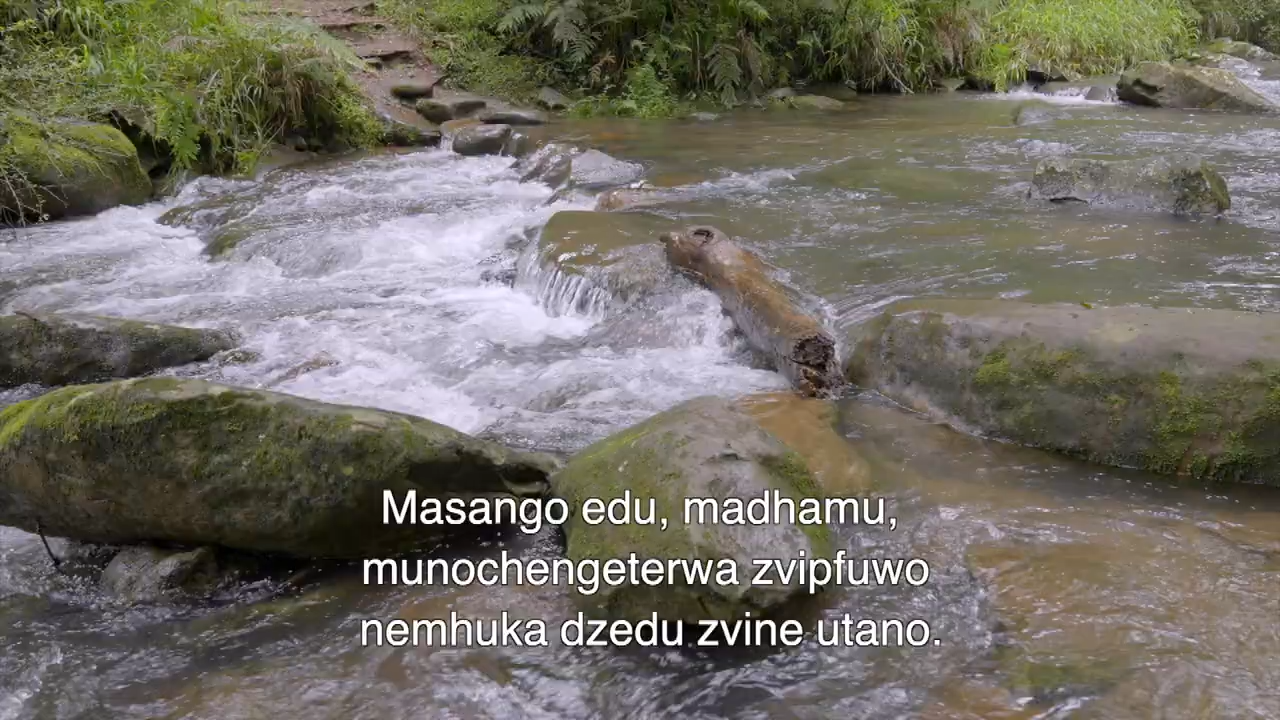 Masango edu, madhamu,
munochengeterwa zvipfuwo
nemhuka dzedu zvine utano.